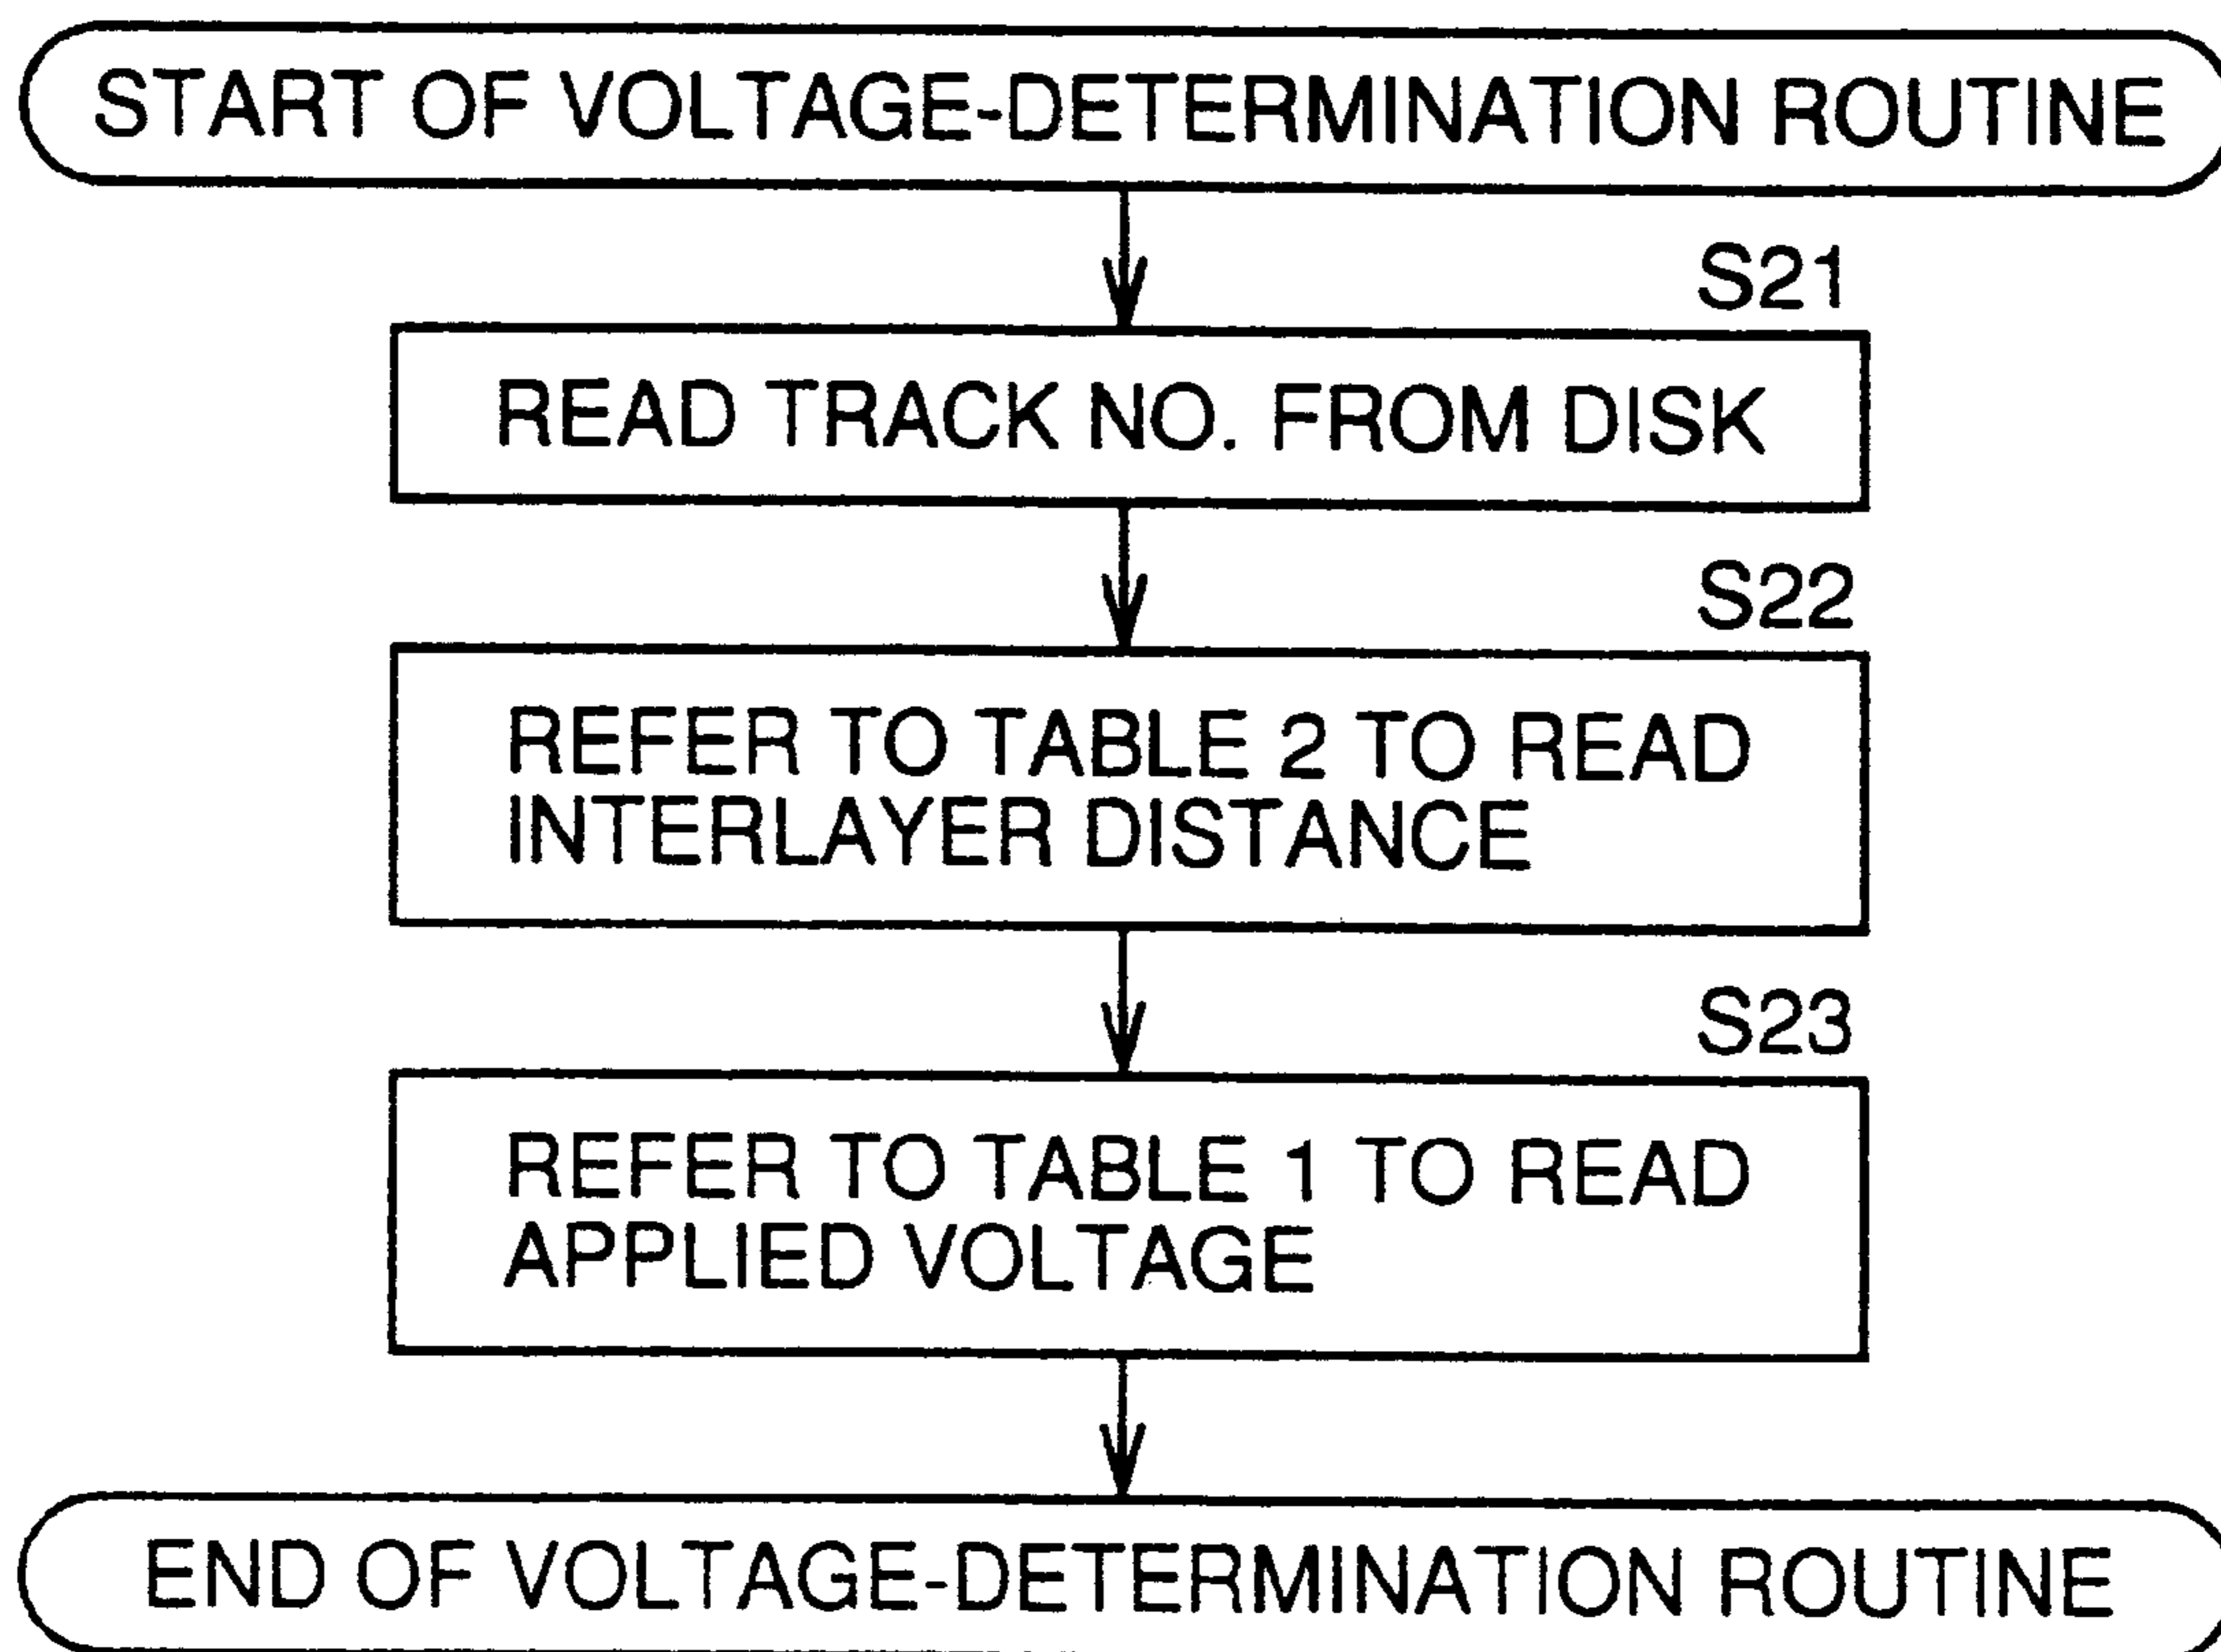 START OF VOLTAGE-DETERMINATION ROUTINE
S21
READ TRACK NO. FROM DISK
S22
REFER TO TABLE 2 TO READ
INTERLAYER DISTANCE
S23
REFER TO TABLE 1 TO READ
APPLIED VOLTAGE
END OF VOLTAGE-DETERMINATION ROUTINE